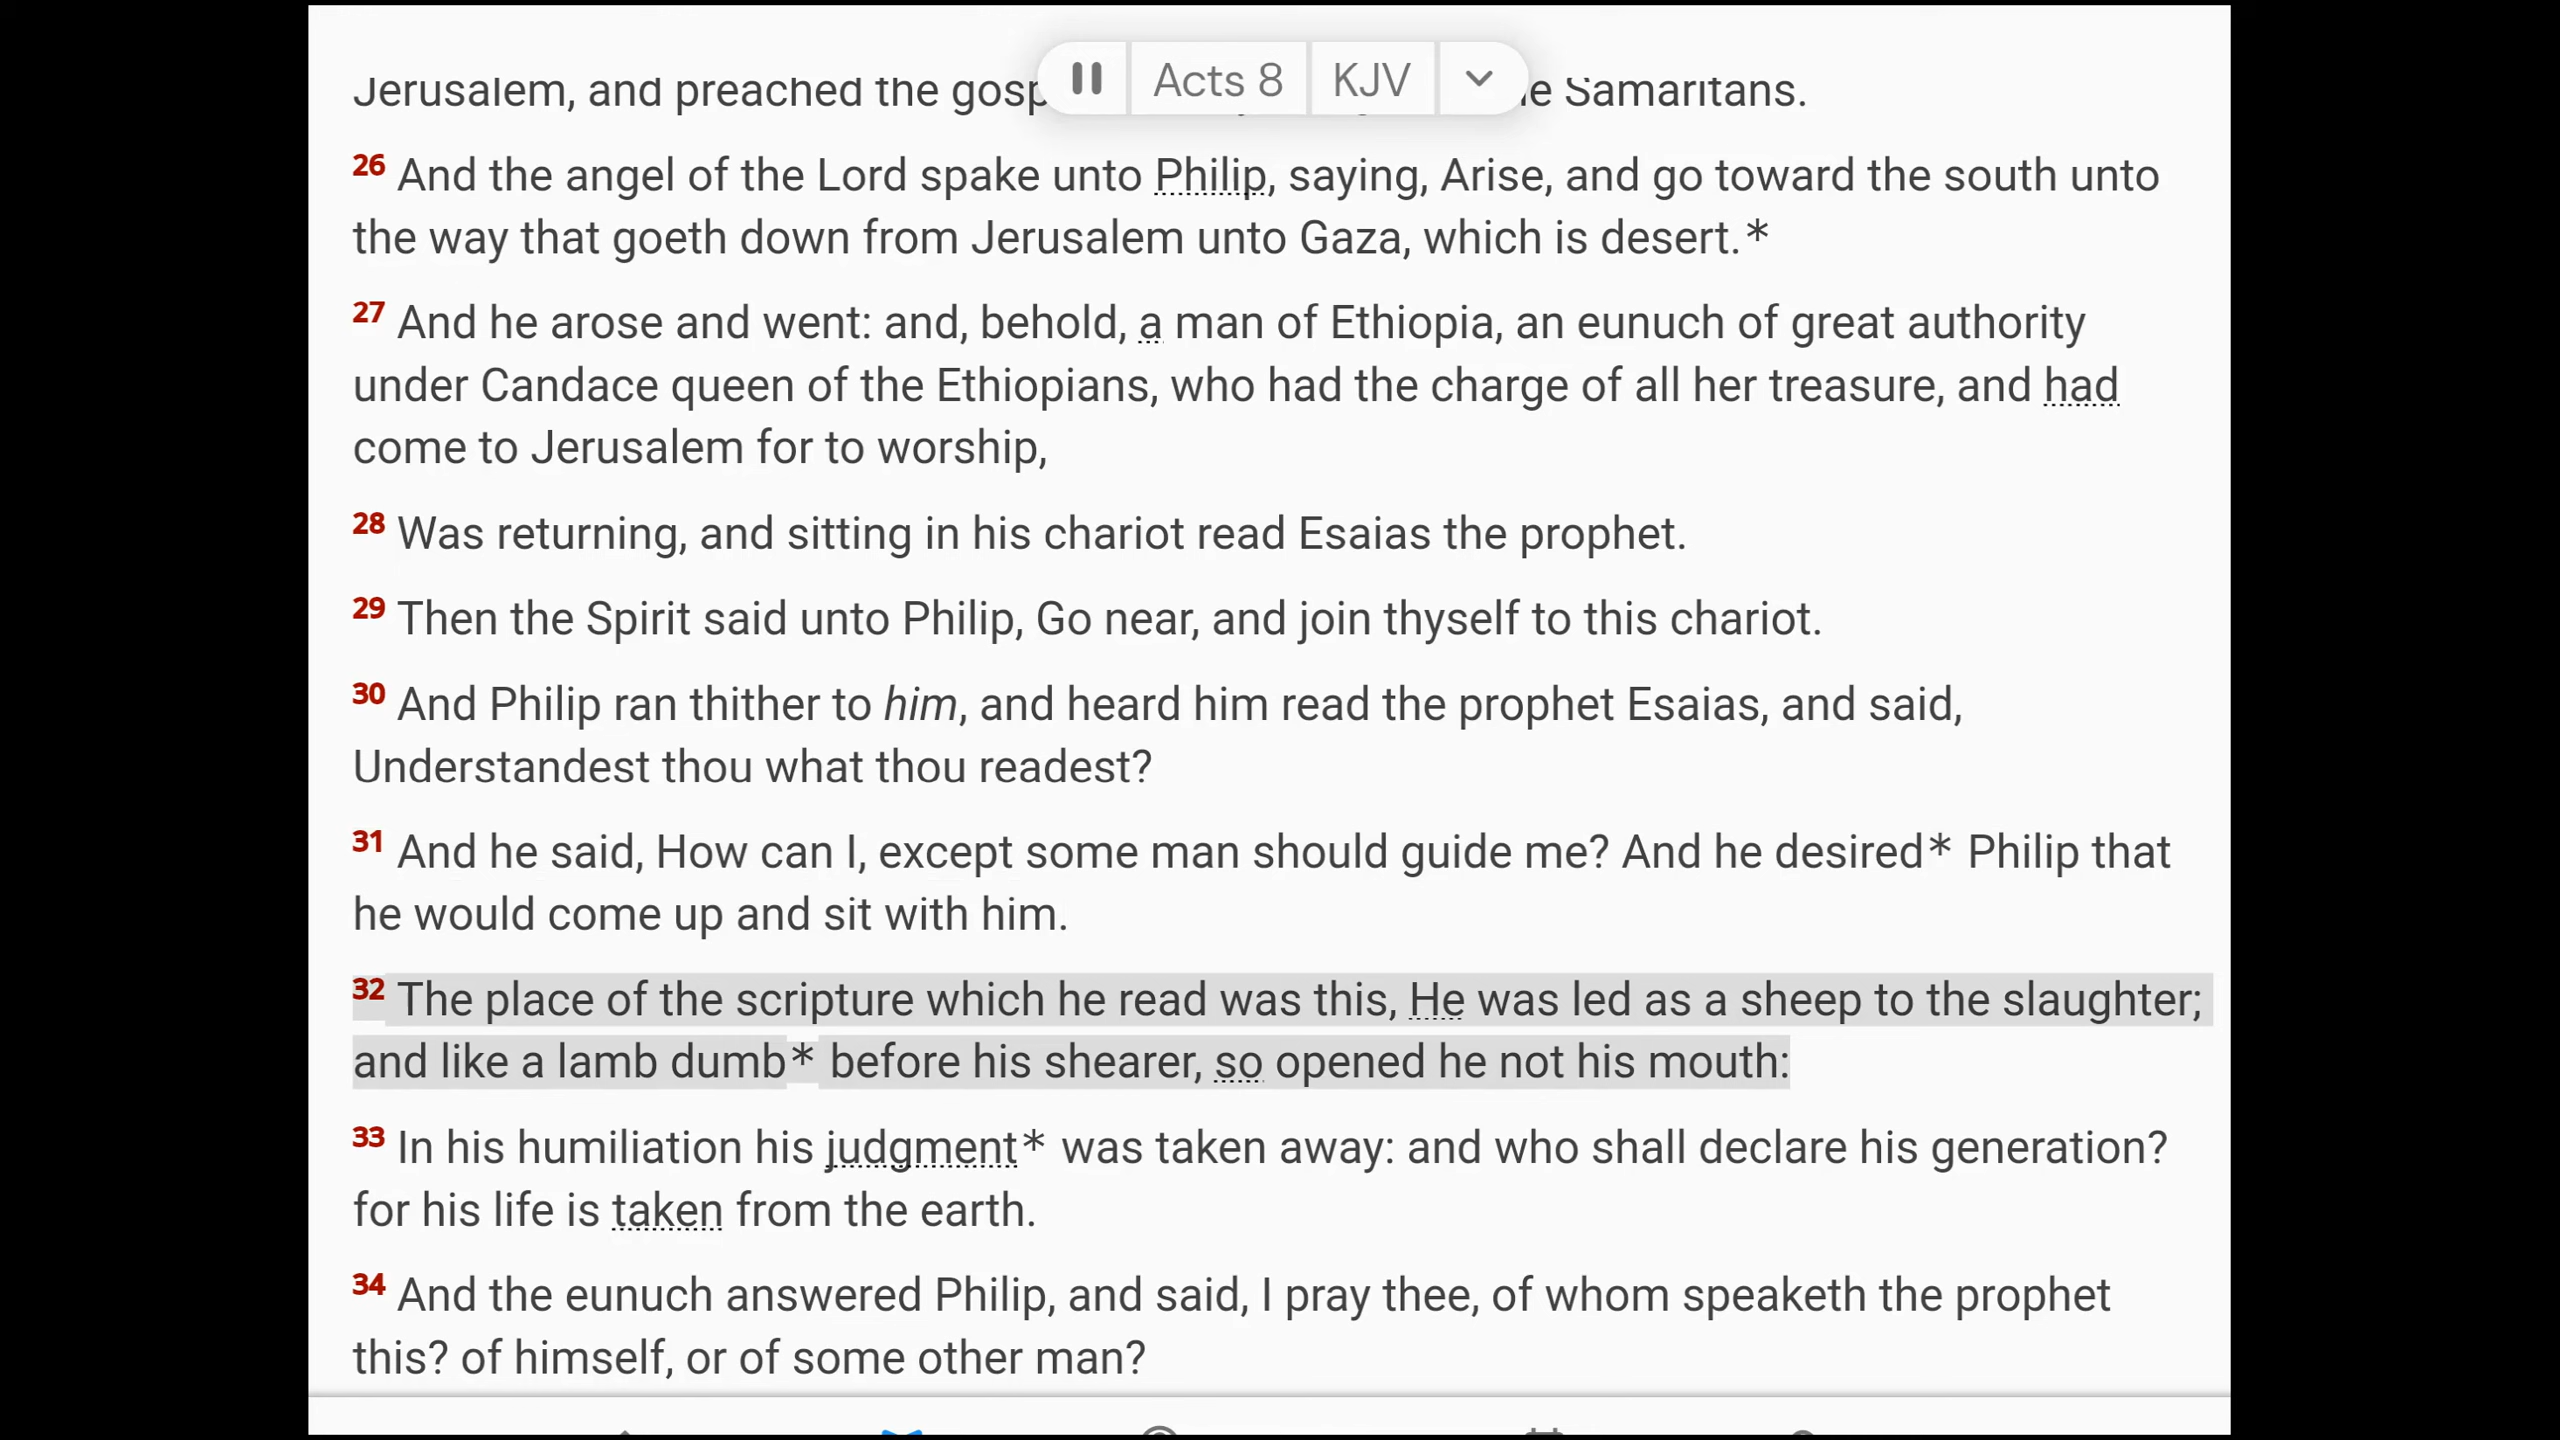 Acts 8 KJV
Jerusalem, and preached the Samaritans.
26 And the angel of the Lord spake unto Philip, saying, Arise, and go toward the south unto
the way that goeth down from Jerusalem unto Gaza, which is desert.*
27 And he arose and went: and, behold, a man of Ethiopia, an eunuch of great authority
under Candace queen of the Ethiopians, who had the charge of all her treasure, and had
come to Jerusalem for to worship,
28 Was returning, and sitting in his chariot read Esaias the prophet.
29 Then the Spirit said unto Philip, Go near, and join thyself to this chariot.
30 And Philip ran thither to him, and heard him read the prophet Esaias, and said,
Understandest thou what thou readest?
31 And he said, How can I, except some man should guide me? And he desired* Philip that
he would come up and sit with him.
32 The place of the scripture which he read was this, He was led as a sheep to the slaughter;
and like a lamb dumb* before his shearer, so opened he not his mouth:
33 In his humiliation his judgment* was taken away: and who shall declare his generation?
for his life is taken from the earth.
34 And the eunuch answered Philip, and said, I pray thee, of whom speaketh the prophet
this? of himself, or of some other man?